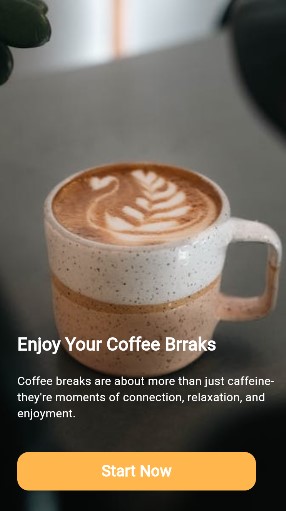 Enjoy Your Coffee Brraks
Coffee breaks are about more than just caffeine-
they're moments of connection, relaxation, and
enjoyment.
Start Now